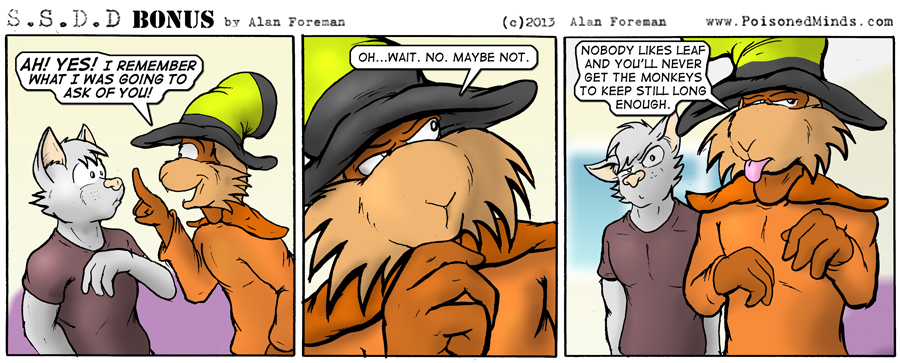 S.S.D.D BONUS by Alan Foreman (c)2013 Alan Foreman www.PoisonedMinds.com
AH! YES! I REMEMBER
WHAT I WAS GOING TO
ASK OF YOU!
OH...WAIT. NO. MAYBE NOT.
NOBODY LIKES LEAF
AND YOU'LL NEVER
GET THE MONKEYS
TO KEEP STILL LONG
ENOUGH.